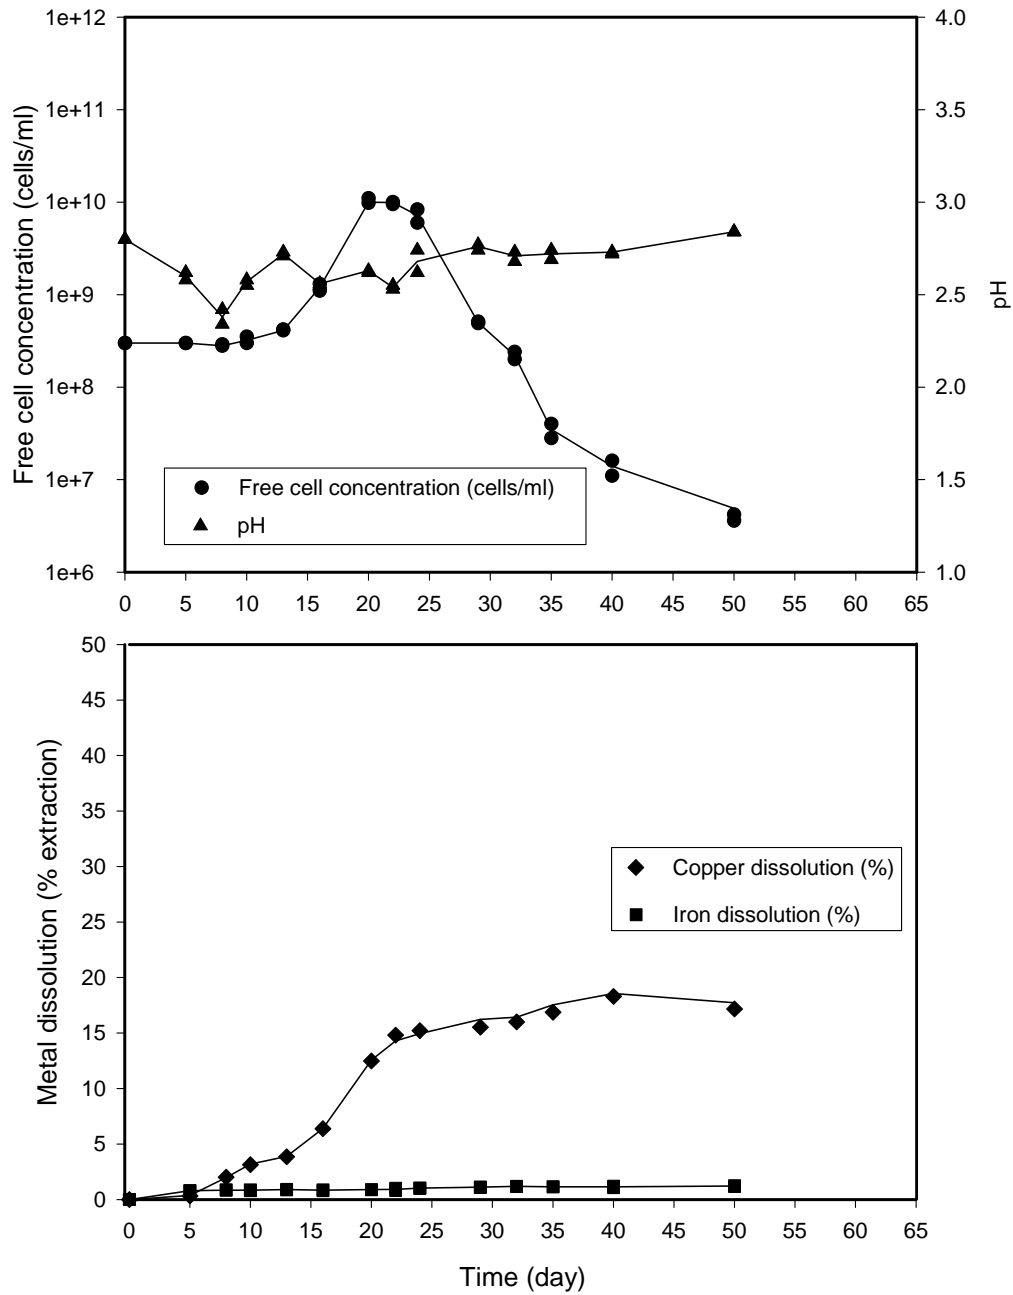 Free cell concentration (cells/ml)
1e+12
1e+11
1e+10
1e+9
1e+8
1e+7
1e+6
4.0
3.5
3.0
2.5
2.0
1.5
1.0
pH
Free cell concentration (cells/ml)
pH
0 5 10 15 20 25 30 35 40 45 50 55 60 65
Metal dissolution (% extraction)
50
45
40
35
30
25
20
15
10
5
0
Copper dissolution (%)
Iron dissolution (%)
0 5 10 15 20 25 30 35 40 45 50 55 60 65
Time (day)